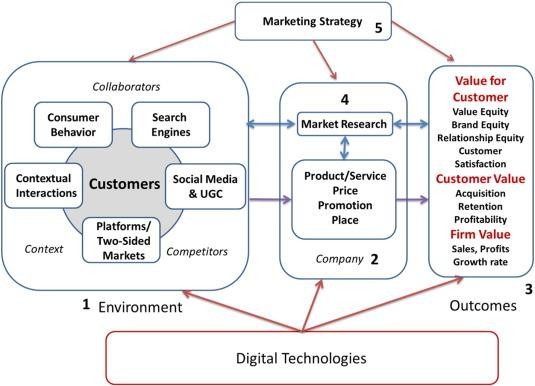 Marketing Strategy
5
Collaborators
Consumer
Behavior
Search
Engines
Contextual
Interactions
Customers
Social Media
& UGC
Platforms/
Two-Sided
Markets
Context
Competitors
1 Environment
4
Market Research
Product/Service
Price
Promotion
Place
Company 2
Value for
Customer
Value Equity
Brand Equity
Relationship Equity
Customer
Satisfaction
Customer Value
Acquisition
Retention
Profitability
Firm Value
Sales, Profits
Growth rate
3
Outcomes
Digital Technologies